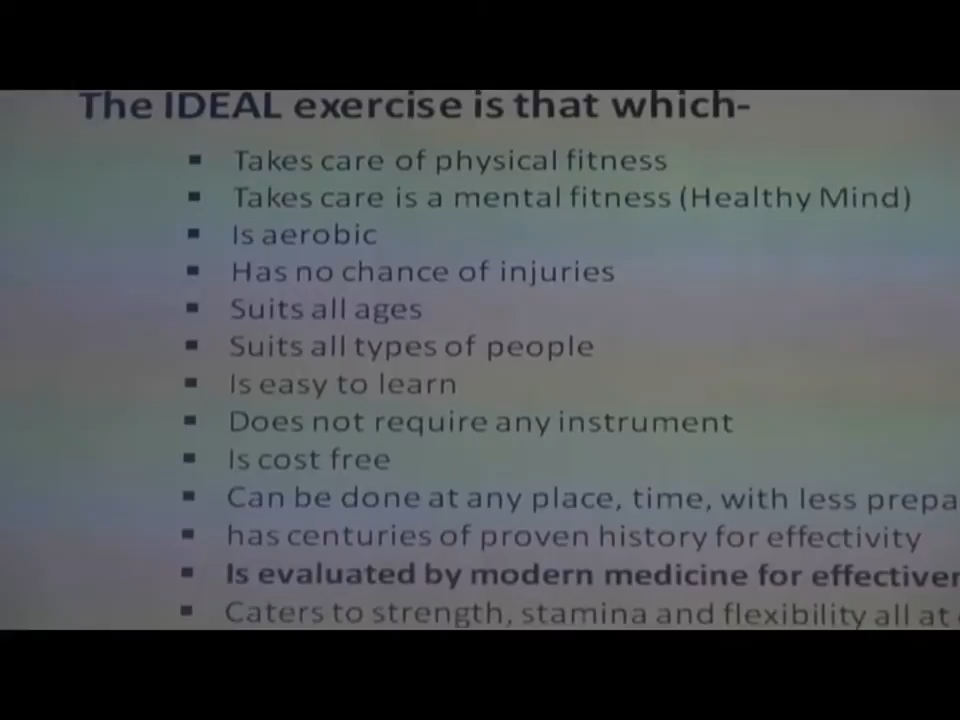 The IDEAL exercise is that which-
▪ Takes care of physical fitness
▪ Takes care is a mental fitness (Healthy Mind)
▪ Is aerobic
▪ Has no chance of injuries
▪ Suits all ages
▪ Suits all types of people
▪ Is easy to learn
▪ Does not require any instrument
▪ Is cost free
▪ Can be done at any place, time, with less
▪ has centuries of proven history for effectivity
▪ Is evaluated by modern medicine for
▪ Caters to strength, stamina and flexibility all at